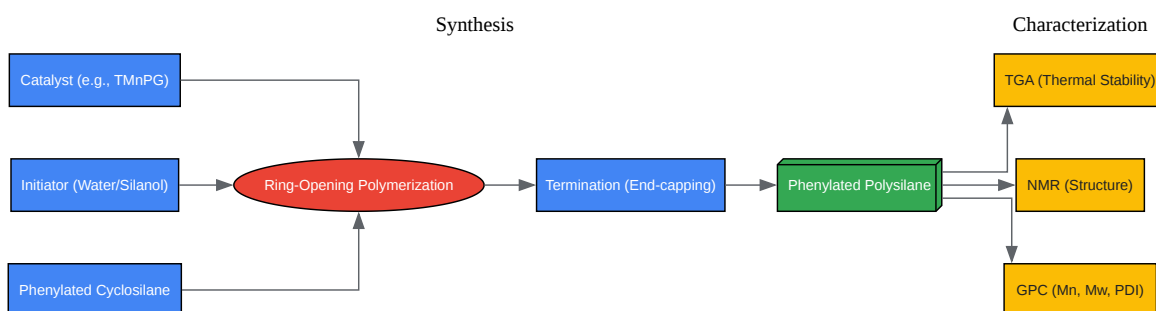 Synthesis
Characterization
Catalyst (e.g., TMnPG)
TGA (Thermal Stability)
Initiator (Water/Silanol)
Ring-Opening Polymerization
Termination (End-capping)
Phenylated Polysilane
NMR (Structure)
Phenylated Cyclosilane
GPC (Mn, Mw, PDI)